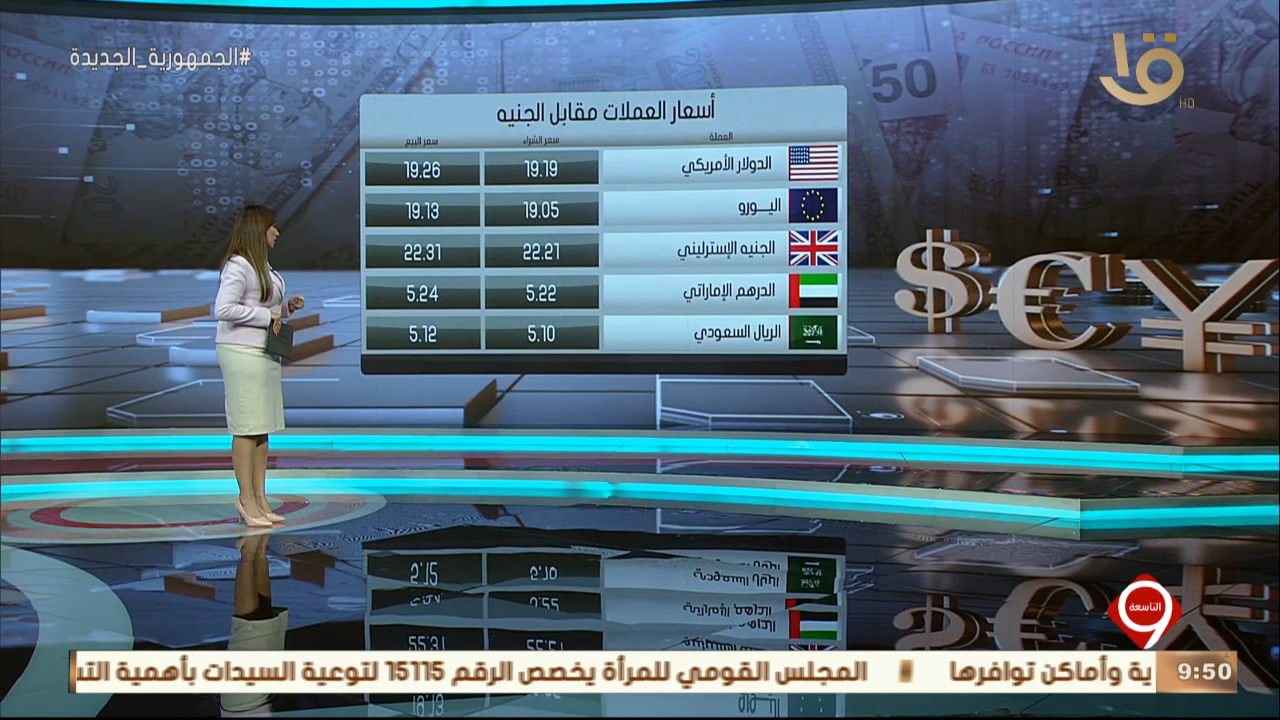 #الجمهورية_الجديدة
الأولى
HD
50
РОССИИ
أسعار العملات مقابل الجنيه
العملة سعر الشراء سعر البيع
الدولار الأمريكي 19.19 19.26
اليورو 19.05 19.13
الجنيه الإسترليني 22.21 22.31
الدرهم الإماراتي 5.22 5.24
الريال السعودي 5.10 5.12
$ € ¥
التاسعة
9
9:50 ية وأماكن توافرها المجلس القومي للمرأة يخصص الرقم 15115 لتوعية السيدات بأهمية الت